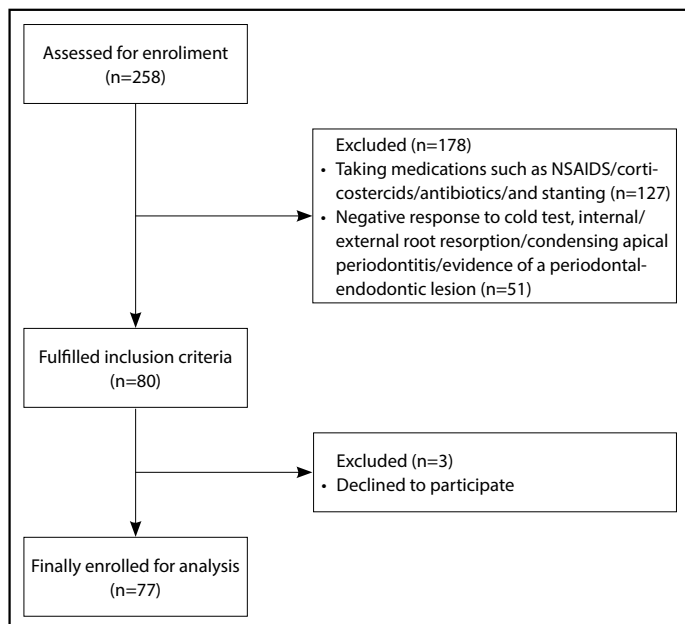 Assessed for enroliment
(n=258)
Excluded (n=178)
• Taking medications such as NSAIDS/corti-
costercids/antibiotics/and stanting (n=127)
• Negative response to cold test, internal/
external root resorption/condensing apical
periodontitis/evidence of a periodontal-
endodontic lesion (n=51)
Fulfilled inclusion criteria
(n=80)
Excluded (n=3)
• Declined to participate
Finally enrolled for analysis
(n=77)